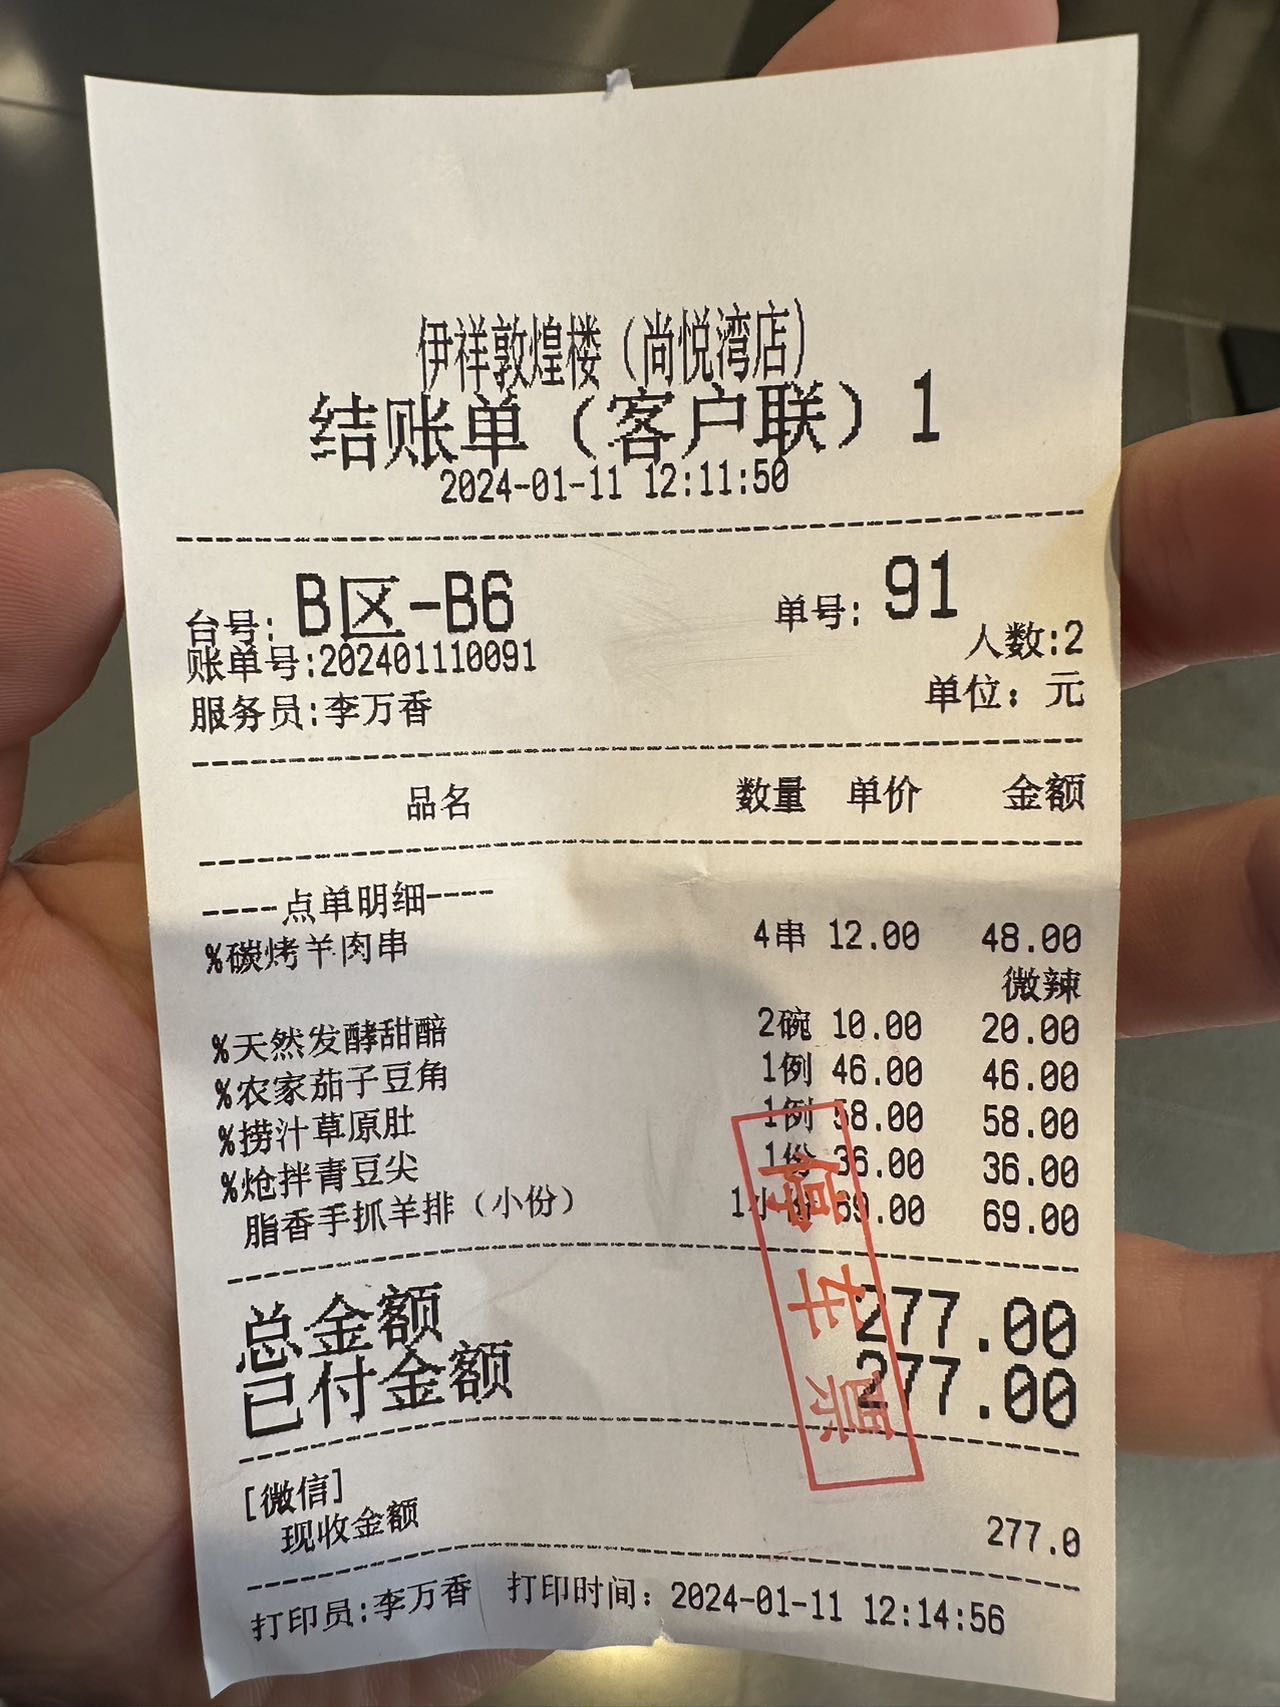 伊祥敦煌楼（尚悦湾店）
结账单（客户联）1
2024-01-11 12:11:50
台号: B区-B6 单号: 91
人数:2
账单号:202401110091
服务员:李万香 单位：元
品名 数量 单价 金额
----点单明细----
%碳烤羊肉串 4串 12.00 48.00
微辣
%天然发酵甜醅 2碗 10.00 20.00
%农家茄子豆角 1例 46.00 46.00
%捞汁草原肚 1例 58.00 58.00
%炝拌青豆尖 1份 36.00 36.00
脂香手抓羊排（小份） 1小份 69.00 69.00
总金额 277.00
已付金额 277.00
停车票
[微信]
现收金额 277.0
打印员:李万香 打印时间：2024-01-11 12:14:56